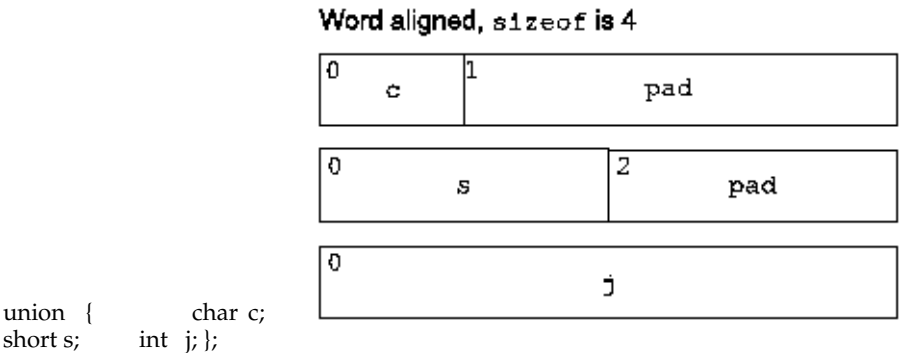 Word aligned, sizeof is 4
0 c 1 pad
0 s 2 pad
0 j
union { char c;
short s; int j; };